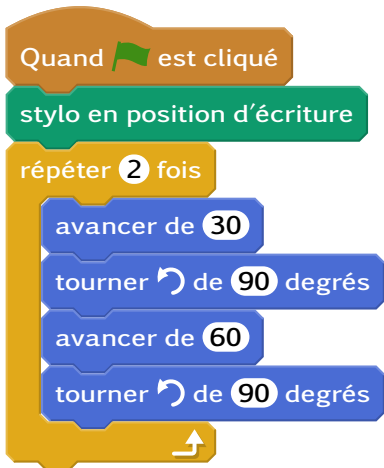 Quand est cliqué
stylo en position d'écriture
répéter 2 fois
avancer de 30
tourner de 90 degrés
avancer de 60
tourner de 90 degrés